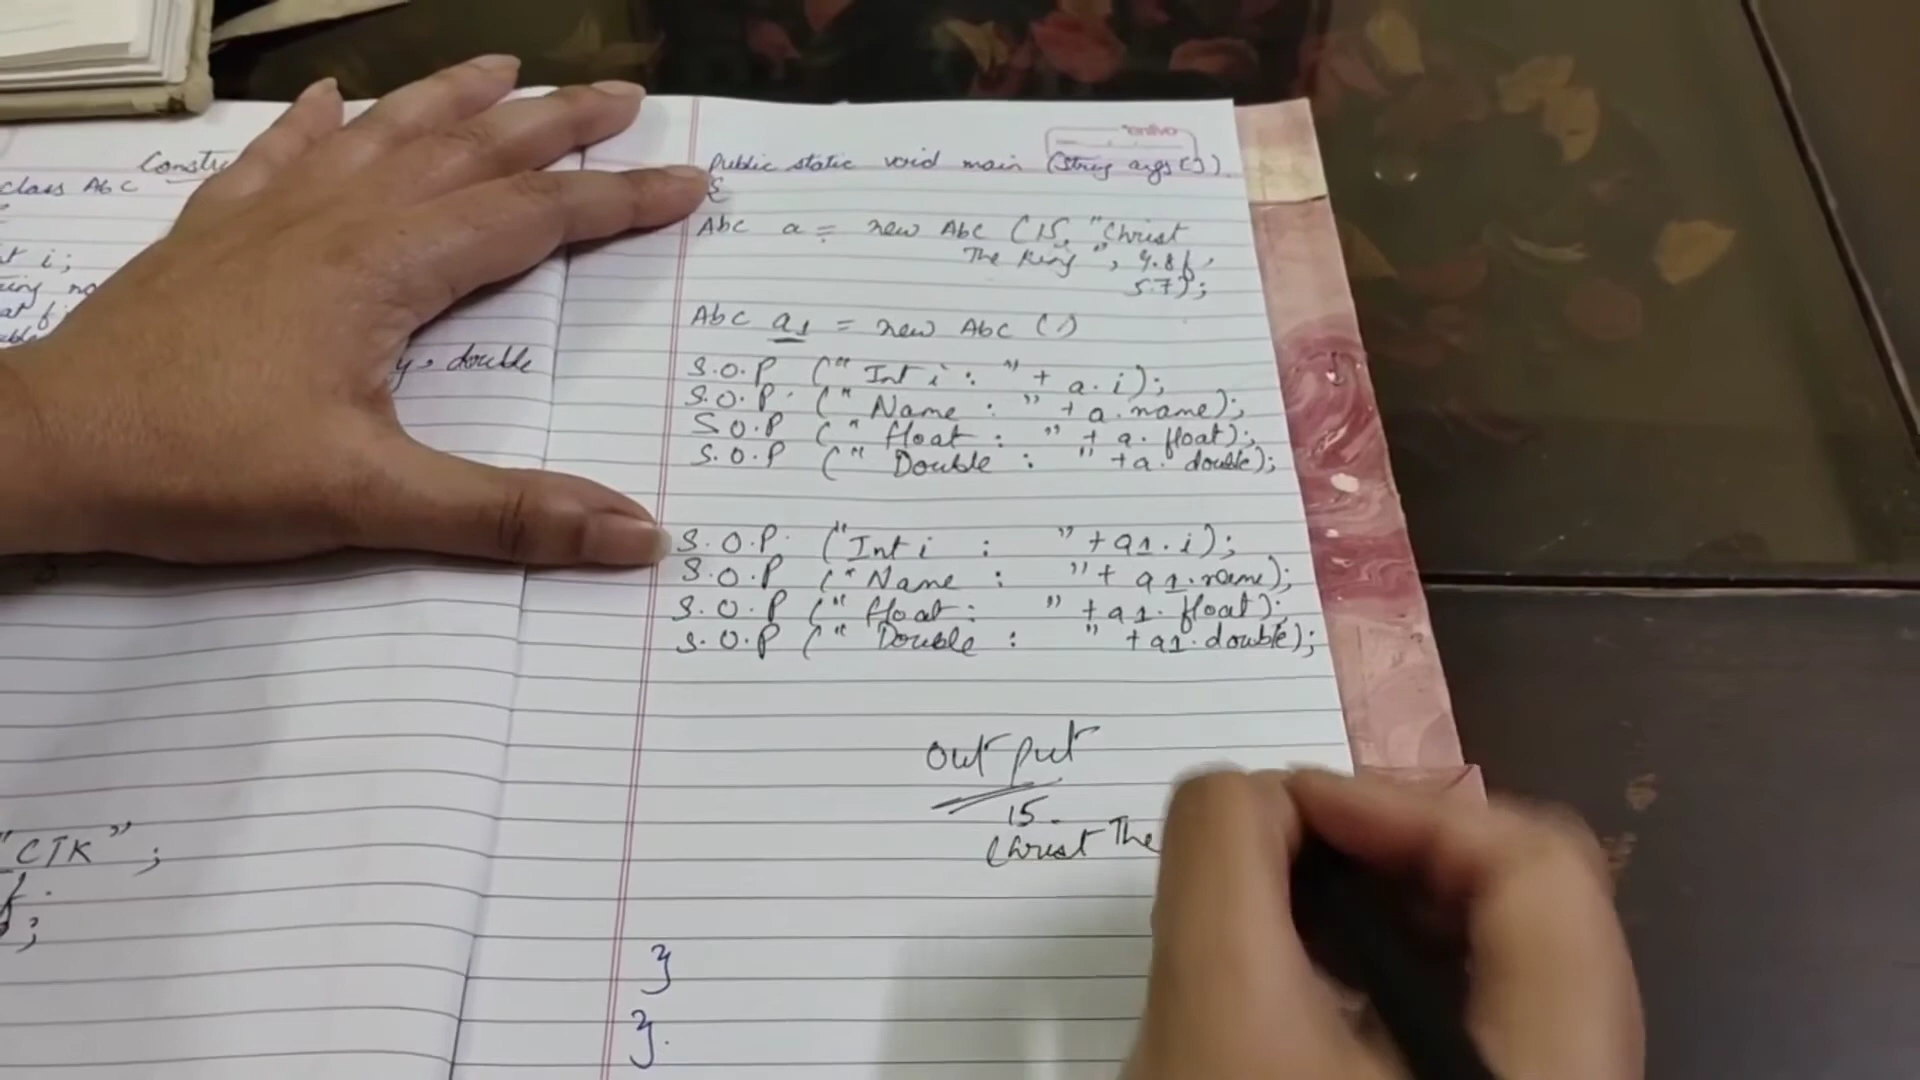 Constru
class Abc
i;
y, double
"CTK";
public static void main (String args[])
{
Abc a = new Abc (15, "Christ
The King", 4.8f,
5.7);
Abc a1 = new Abc ()
S.O.P (" Int i : " + a.i);
S.O.P. (" Name : " + a.name);
S.O.P (" float : " + a.float);
S.O.P (" Double : " +a. double);
S.O.P. ("Int i : " +a1.i);
S.O.P ("Name : "+ a1.name);
S.O.P (" float : " +a1.float);
S.O.P (" Double : " +a1.double);
output
15.
Christ The
}
}.